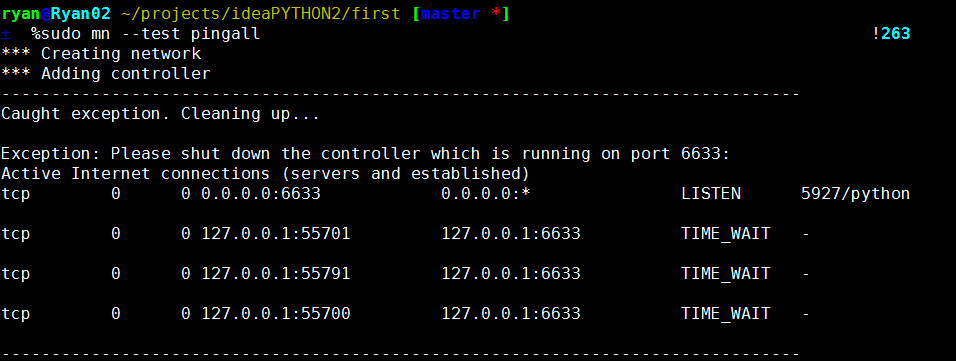 ryan@Ryan02 ~/projects/ideaPYTHON2/first [master *]
± %sudo mn --test pingall !263
*** Creating network
*** Adding controller
--------------------------------------------------------------------------------
Caught exception. Cleaning up...
Exception: Please shut down the controller which is running on port 6633:
Active Internet connections (servers and established)
tcp 0 0 0.0.0.0:6633 0.0.0.0:* LISTEN 5927/python
tcp 0 0 127.0.0.1:55701 127.0.0.1:6633 TIME_WAIT -
tcp 0 0 127.0.0.1:55791 127.0.0.1:6633 TIME_WAIT -
tcp 0 0 127.0.0.1:55700 127.0.0.1:6633 TIME_WAIT -
--------------------------------------------------------------------------------